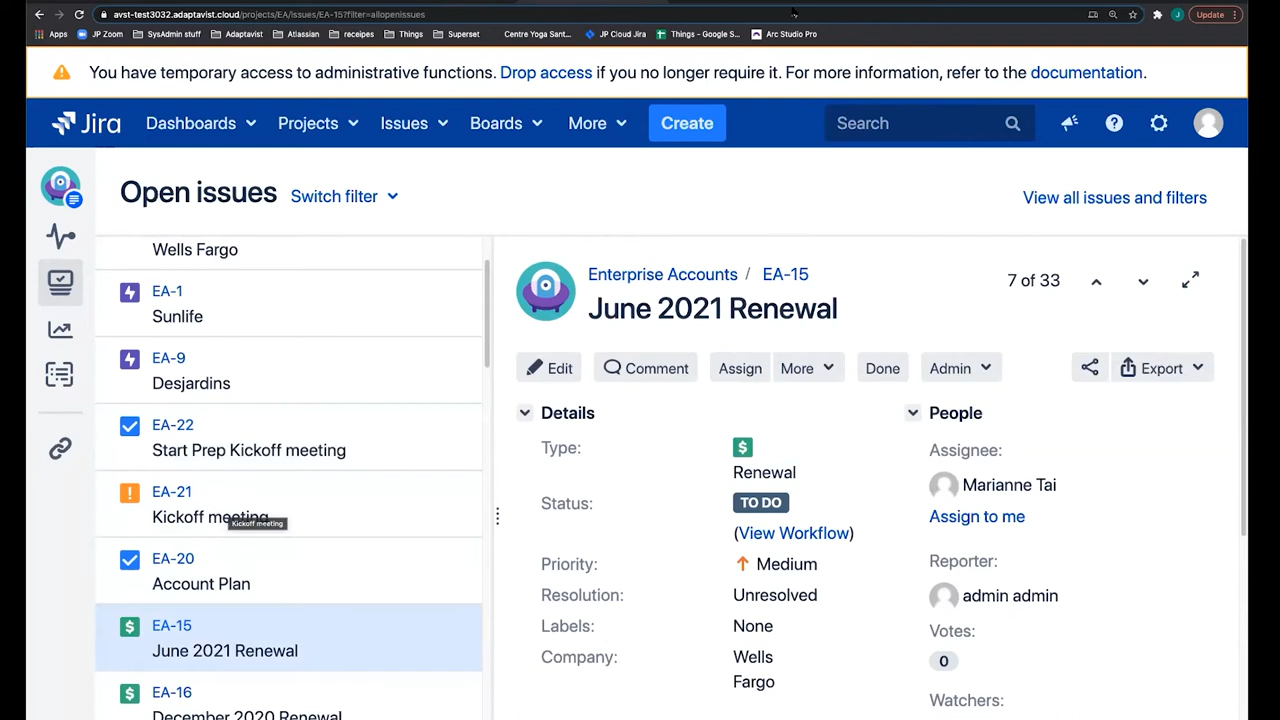 avst-test3032.adaptavist.cloud/projects/EA/issues/EA-15?filter=allopenissues
J
Update
Apps JP Zoom SysAdmin stuff Adaptavist Atlassian receipes Things Superset Centre Yoga Sant... JP Cloud Jira Things - Google S... Arc Studio Pro
You have temporary access to administrative functions. Drop access if you no longer require it. For more information, refer to the documentation.
Jira Dashboards Projects Issues Boards More Create Search
Open issues Switch filter
View all issues and filters
Wells Fargo
EA-1
Sunlife
EA-9
Desjardins
EA-22
Start Prep Kickoff meeting
EA-21
Kickoff meeting
Kickoff meeting
EA-20
Account Plan
EA-15
June 2021 Renewal
EA-16
December 2020 Renewal
Enterprise Accounts / EA-15
7 of 33
June 2021 Renewal
Edit Comment Assign More Done Admin Export
Details
Type: Renewal
Status: TO DO
(View Workflow)
Priority: Medium
Resolution: Unresolved
Labels: None
Company: Wells
Fargo
People
Assignee:
Marianne Tai
Assign to me
Reporter:
admin admin
Votes:
0
Watchers: